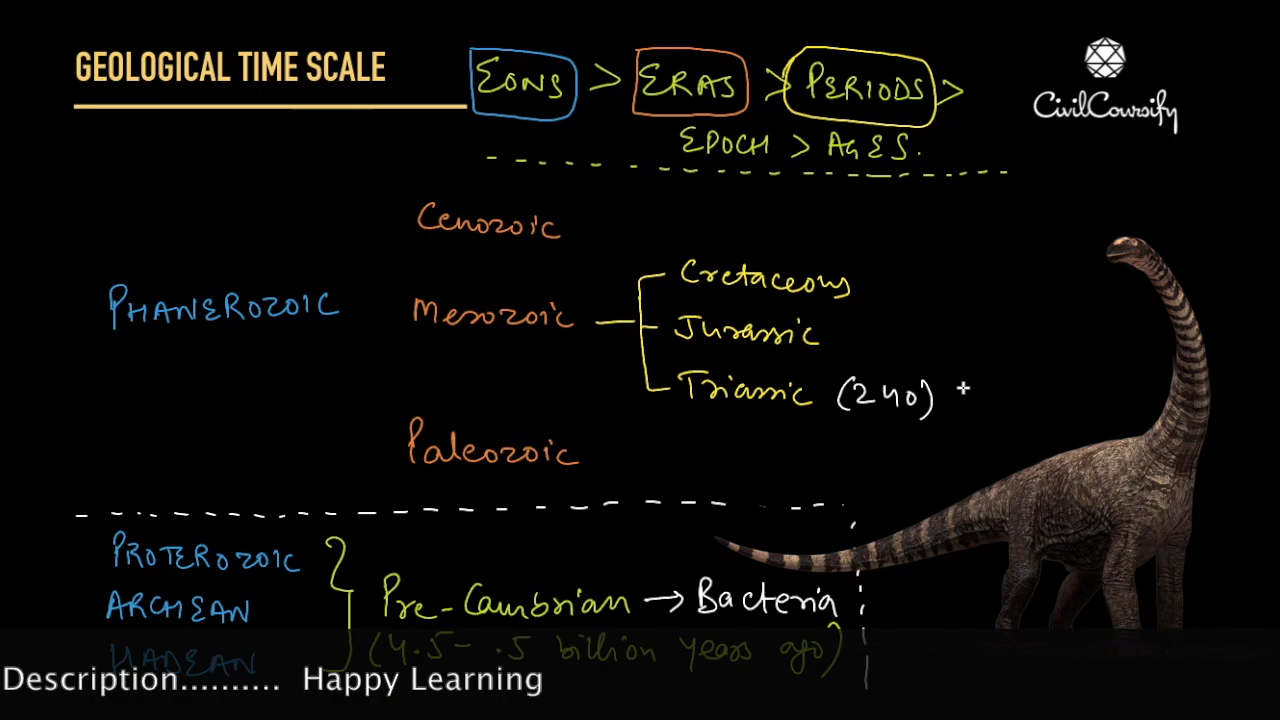 GEOLOGICAL TIME SCALE
EONS > ERAS > PERIODS >
EPOCH > AGES.
CivilCoursify
Cenozoic
PHANEROZOIC
Mesozoic
Cretaceous
Jurassic
Triassic (240)
Paleozoic
PROTEROZOIC
ARCHEAN
HADEAN
Pre-Cambrian → Bacteria
(4.5 - .5 billion years ago)
Description.......... Happy Learning